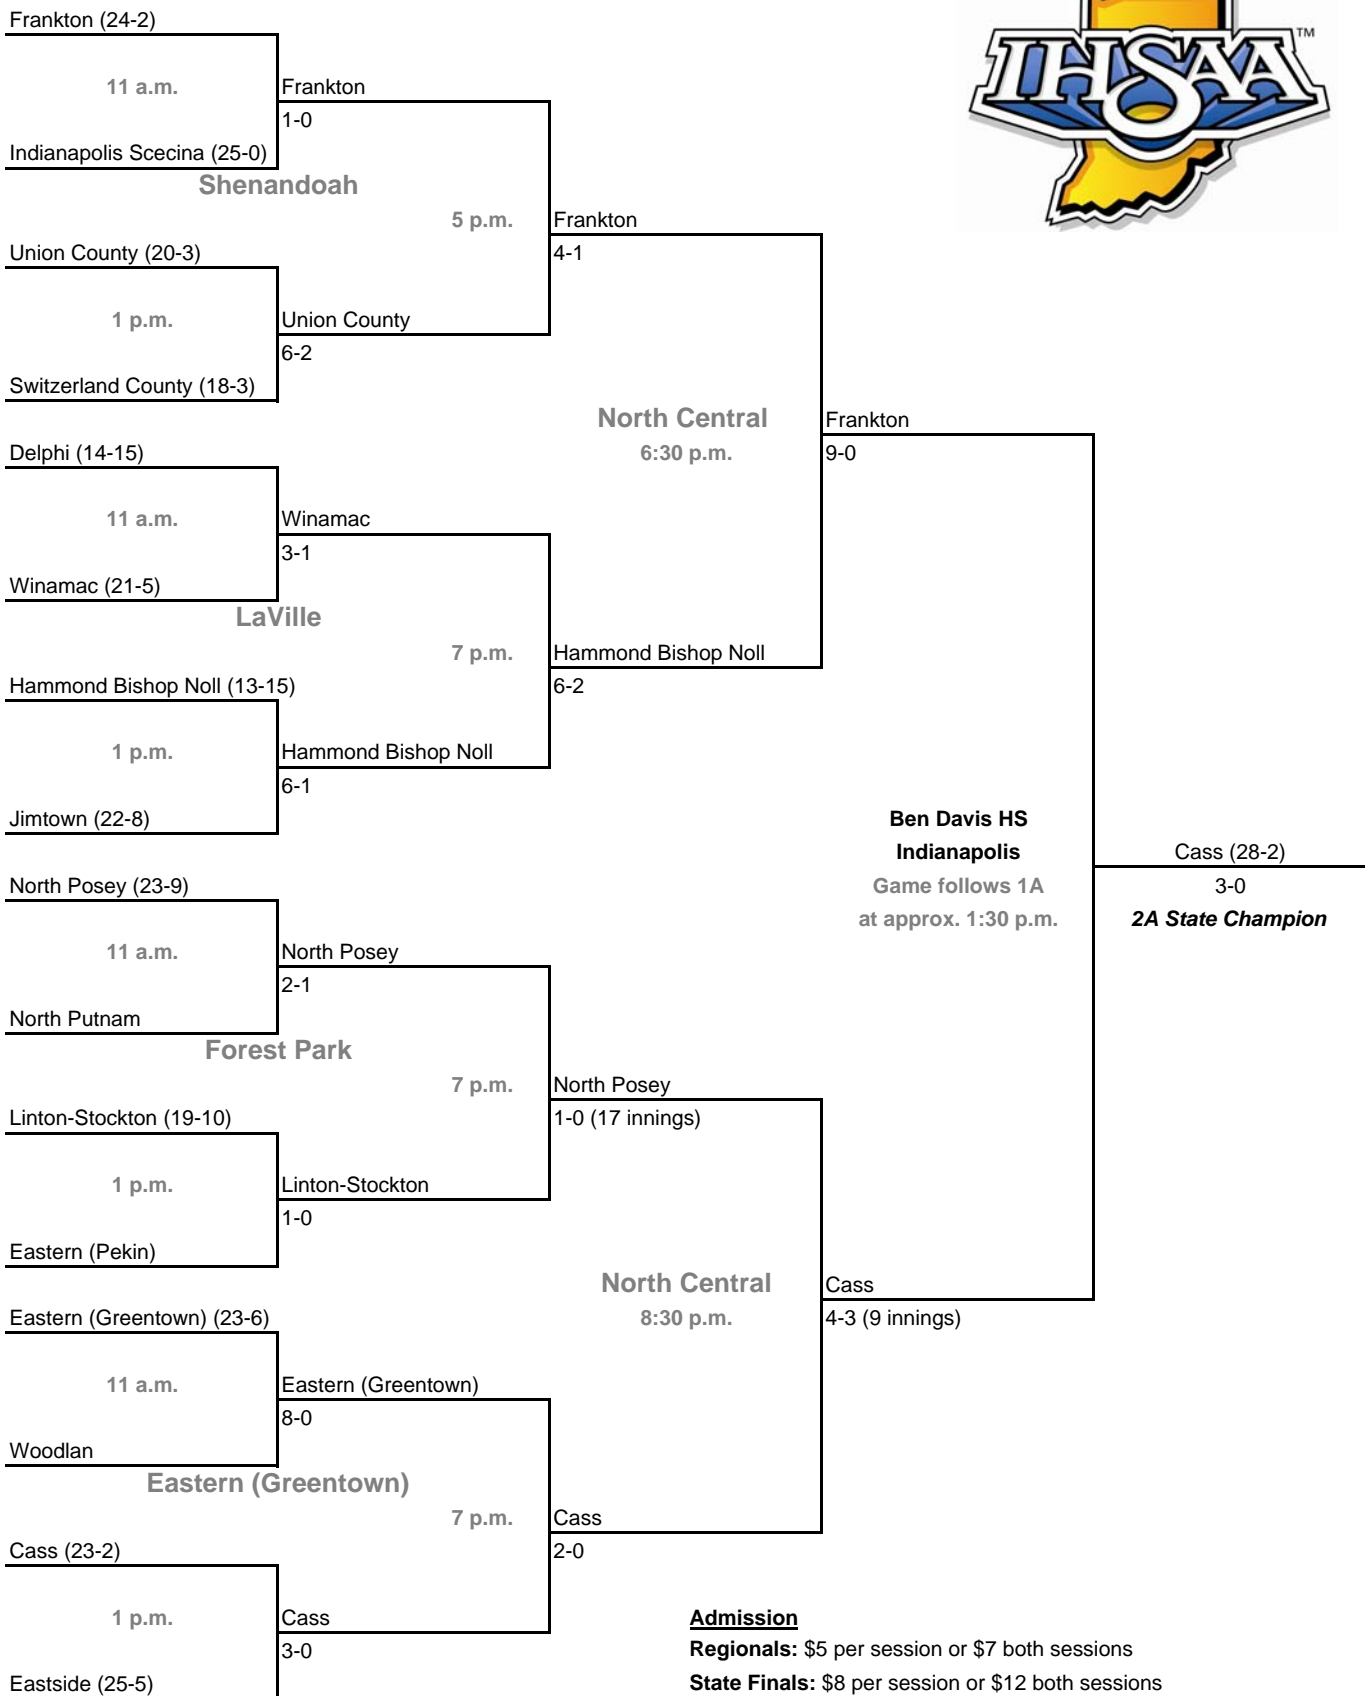 Frankton (24-2)
11 a.m.
Frankton
1-0
Indianapolis Scecina (25-0)
Shenandoah
5 p.m.
Frankton
4-1
Union County (20-3)
1 p.m.
Union County
6-2
Switzerland County (18-3)
North Central
6:30 p.m.
Frankton
9-0
Delphi (14-15)
11 a.m.
Winamac
3-1
Winamac (21-5)
LaVille
7 p.m.
Hammond Bishop Noll
6-2
Hammond Bishop Noll (13-15)
1 p.m.
Hammond Bishop Noll
6-1
Jimtown (22-8)
Ben Davis HS
Indianapolis
Game follows 1A
at approx. 1:30 p.m.
Cass (28-2)
3-0
2A State Champion
North Posey (23-9)
11 a.m.
North Posey
2-1
North Putnam
Forest Park
7 p.m.
North Posey
1-0 (17 innings)
Linton-Stockton (19-10)
1 p.m.
Linton-Stockton
1-0
Eastern (Pekin)
North Central
8:30 p.m.
Cass
4-3 (9 innings)
Eastern (Greentown) (23-6)
11 a.m.
Eastern (Greentown)
8-0
Woodlan
Eastern (Greentown)
7 p.m.
Cass
2-0
Cass (23-2)
1 p.m.
Cass
3-0
Eastside (25-5)
Admission
Regionals: $5 per session or $7 both sessions
State Finals: $8 per session or $12 both sessions
IHSAA™